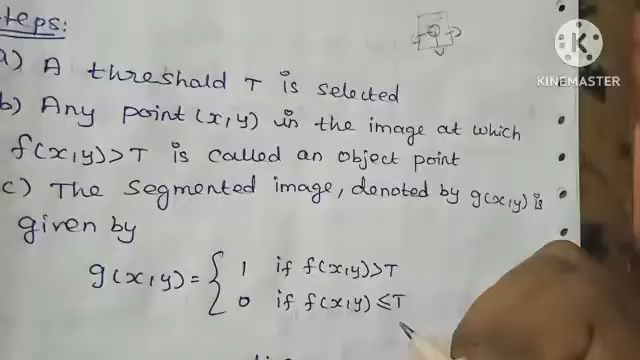 steps:
a) A threshold T is selected
b) Any point (x,y) in the image at which
f(x,y)>T is called an object point
c) The segmented image, denoted by g(x,y) is
given by
g(x,y) = { 1 if f(x,y)>T
0 if f(x,y) ≤T
KINEMASTER